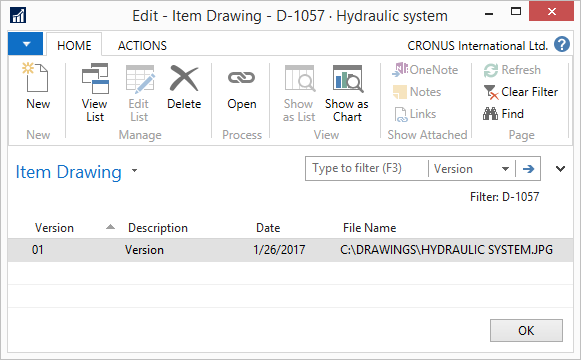 Edit - Item Drawing - D-1057 · Hydraulic system
HOME ACTIONS CRONUS International Ltd. ?
New
View List
Edit List
Delete
Open
Show as List
Show as Chart
OneNote
Notes
Links
Refresh
Clear Filter
Find
New Manage Process View Show Attached Page
Item Drawing
Type to filter (F3) Version
Filter: D-1057
Version Description Date File Name
01 Version 1/26/2017 C:\DRAWINGS\HYDRAULIC SYSTEM.JPG
OK